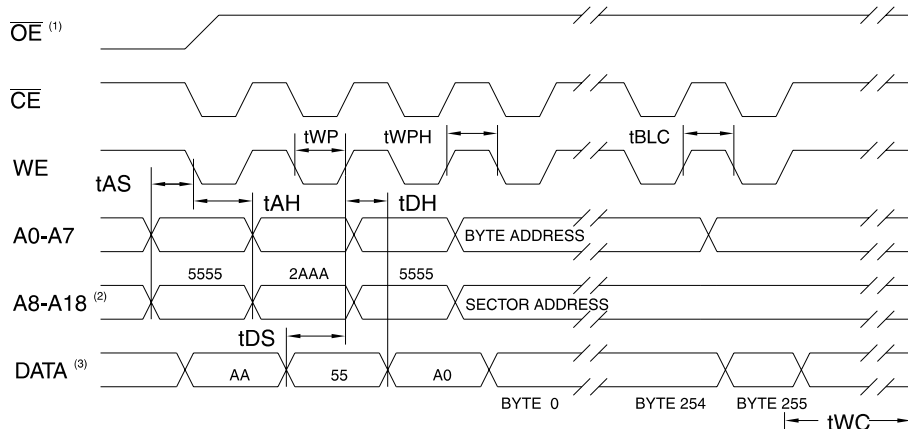 OE (1)
CE
tWP tWPH tBLC
WE
tAS
tAH tDH
A0-A7 BYTE ADDRESS
5555 2AAA 5555
A8-A18 (2) SECTOR ADDRESS
tDS
DATA (3) AA 55 A0
BYTE 0 BYTE 254 BYTE 255
tWC